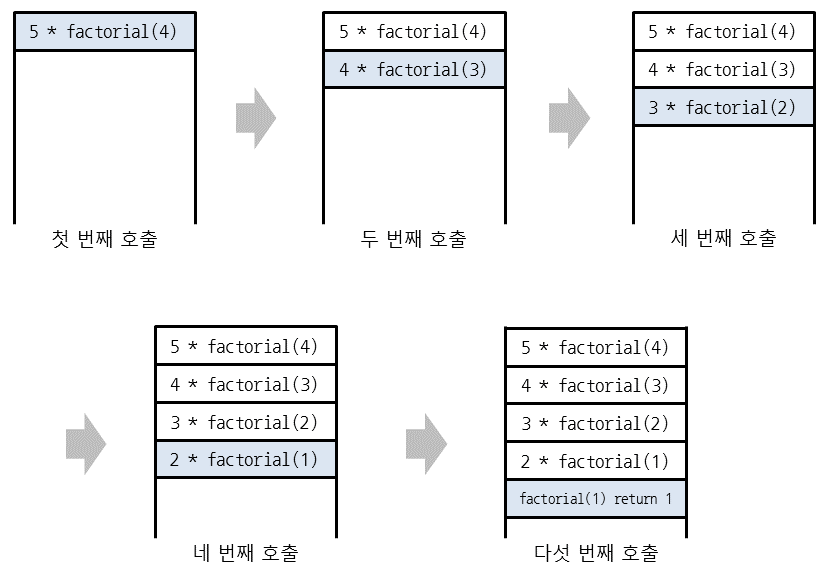 5 * factorial(4)
첫 번째 호출
5 * factorial(4)
4 * factorial(3)
두 번째 호출
5 * factorial(4)
4 * factorial(3)
3 * factorial(2)
세 번째 호출
5 * factorial(4)
4 * factorial(3)
3 * factorial(2)
2 * factorial(1)
네 번째 호출
5 * factorial(4)
4 * factorial(3)
3 * factorial(2)
2 * factorial(1)
factorial(1) return 1
다섯 번째 호출